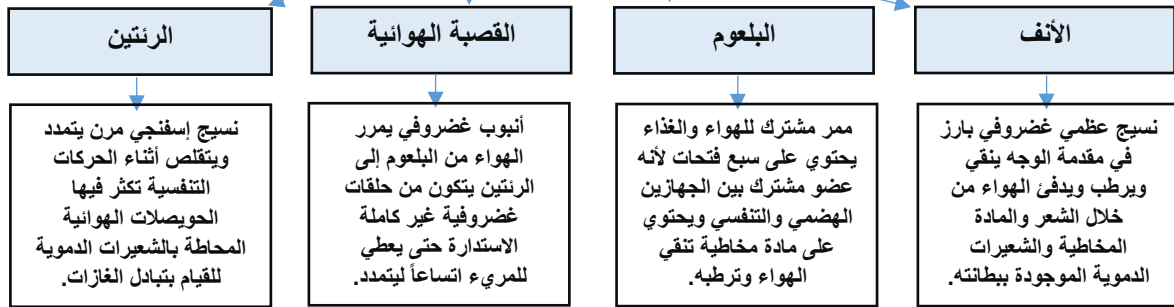 الأنف
نسيج عظمي غضروفي بارز
في مقدمة الوجه ينقي
ويرطب ويدفئ الهواء من
خلال الشعر والمادة
المخاطية والشعيرات
الدموية الموجودة ببطانته.
البلعوم
ممر مشترك للهواء والغذاء
يحتوي على سبع فتحات لأنه
عضو مشترك بين الجهازين
الهضمي والتنفسي ويحتوي
على مادة مخاطية تنقي
الهواء وترطبه.
القصبة الهوائية
أنبوب غضروفي يمرر
الهواء من البلعوم إلى
الرئتين يتكون من حلقات
غضروفية غير كاملة
الاستدارة حتى يعطي
للمريء اتساعاً ليتمدد.
الرئتين
نسيج إسفنجي مرن يتمدد
ويتقلص أثناء الحركات
التنفسية تكثر فيها
الحويصلات الهوائية
المحاطة بالشعيرات الدموية
للقيام بتبادل الغازات.